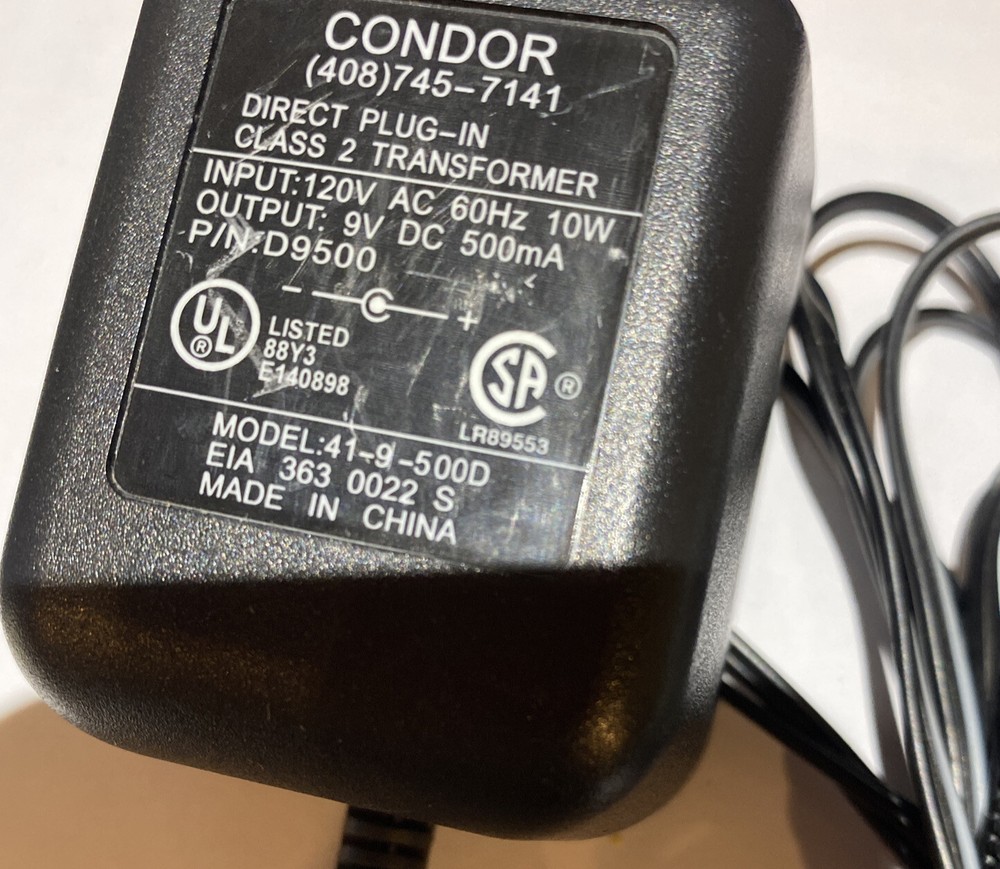 CONDOR
(408)745-7141
DIRECT PLUG-IN
CLASS 2 TRANSFORMER
INPUT:120V AC 60Hz 10W
OUTPUT: 9V DC 500mA
P/N:D9500
- +
UL ®
LISTED
88Y3
E140898
SA ®
LR89553
MODEL:41-9-500D
EIA 363 0022 S
MADE IN CHINA